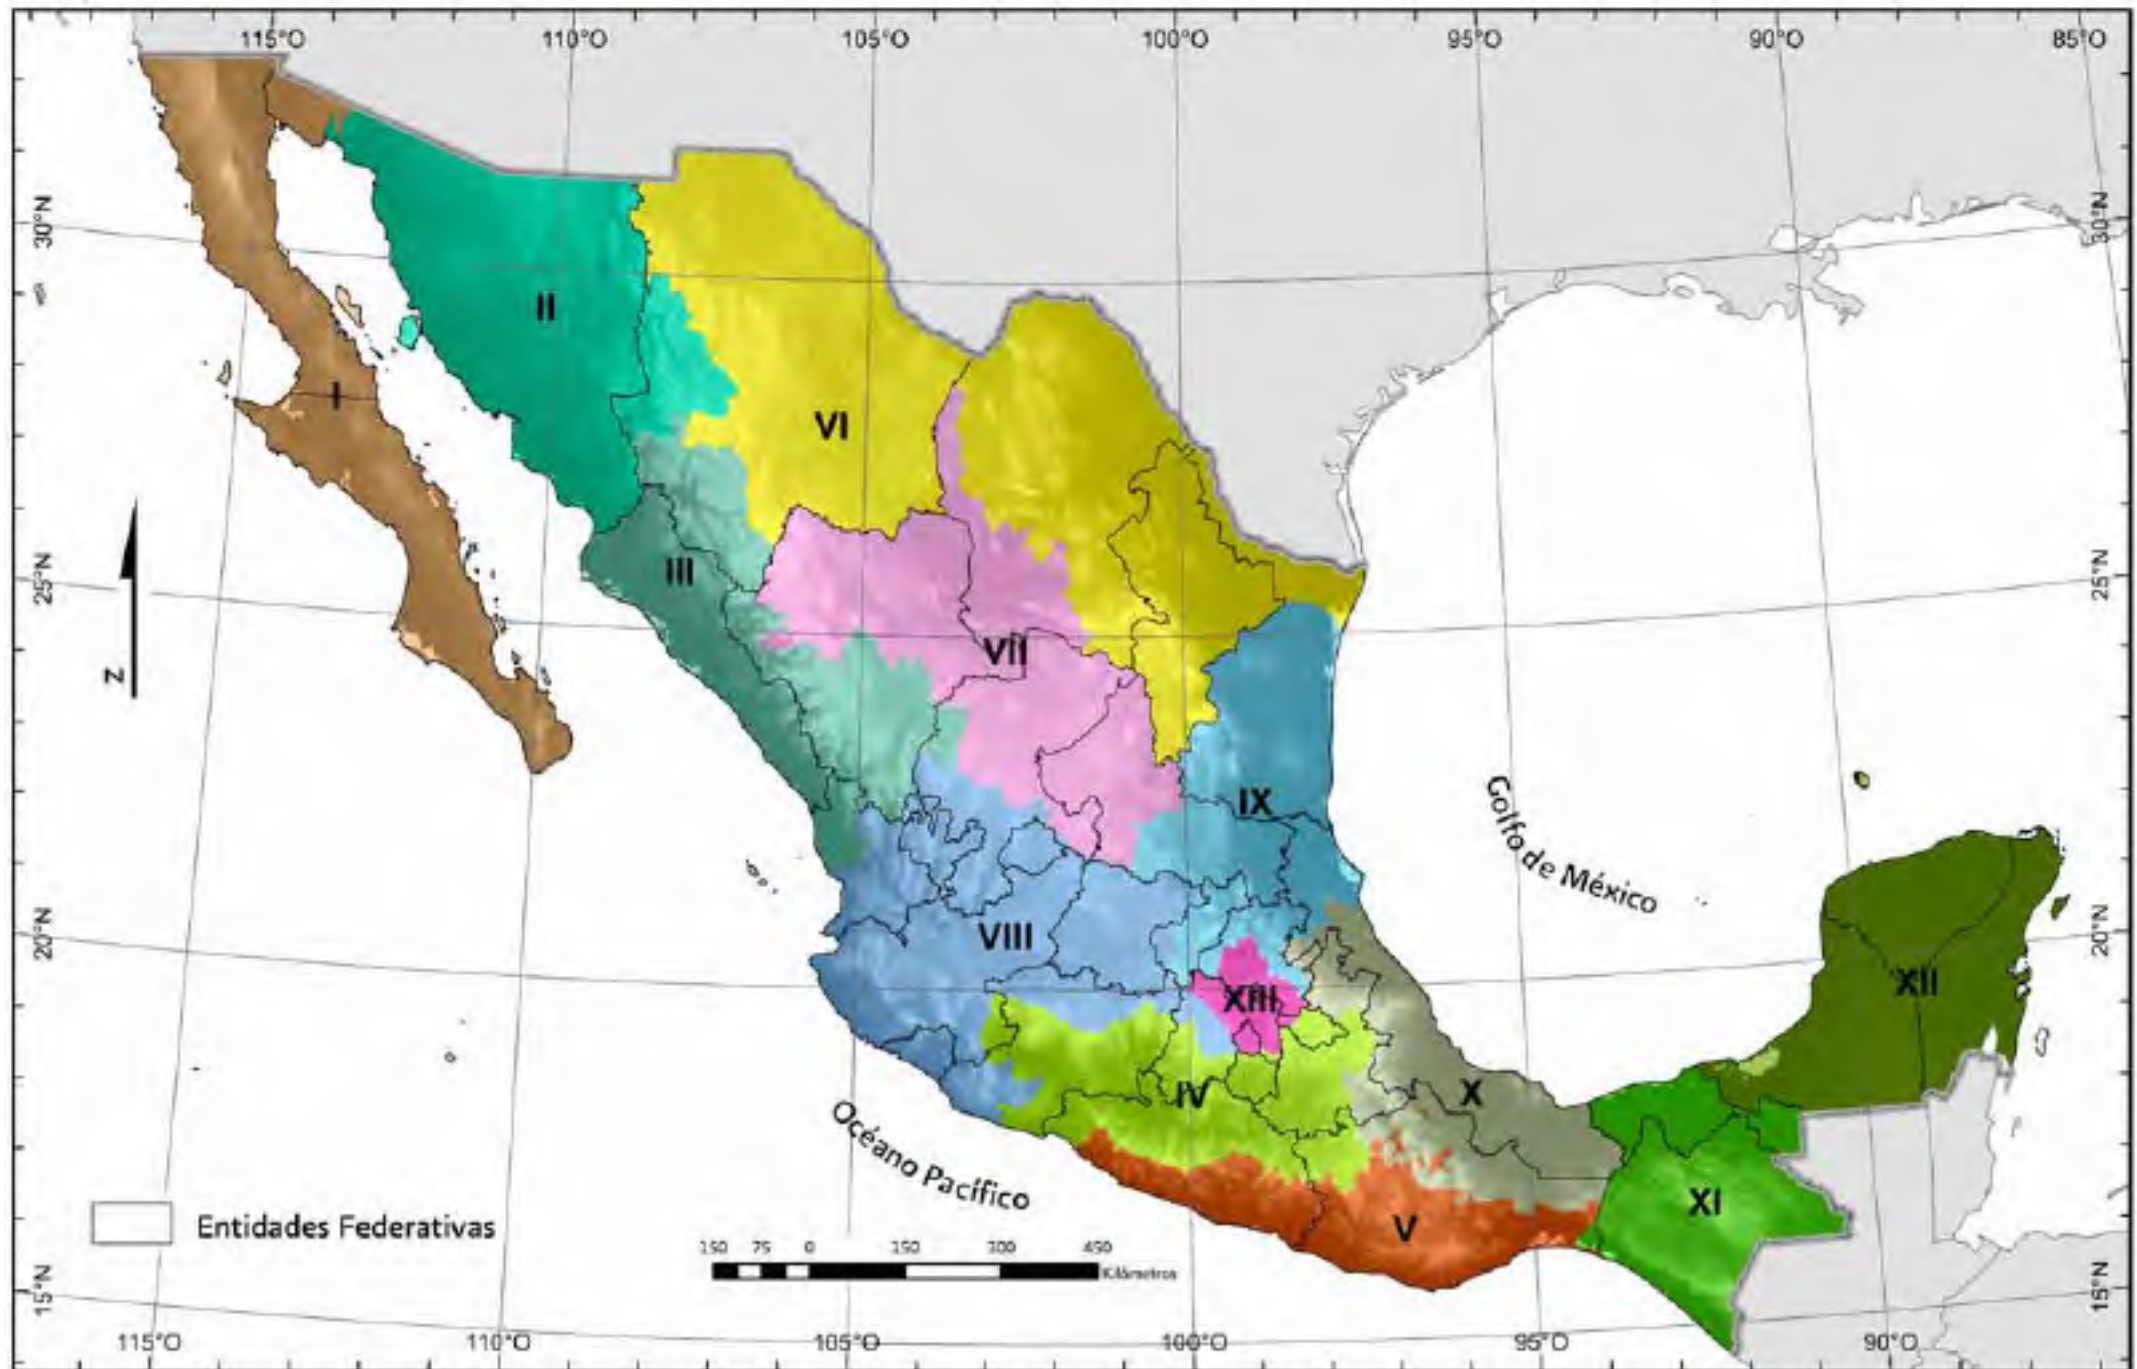 115°O 110°O 105°O 100°O 95°O 90°O 85°O
30°N
30°N
II
I
VI
III
25°N
25°N
VII
N
IX
Golfo de México
20°N
20°N
VIII
XII
XIII
IV
X
Océano Pacífico
XI
V
Entidades Federativas
150 75 0 150 300 450
Kilómetros
15°N
15°N
115°O 110°O 105°O 100°O 95°O 90°O